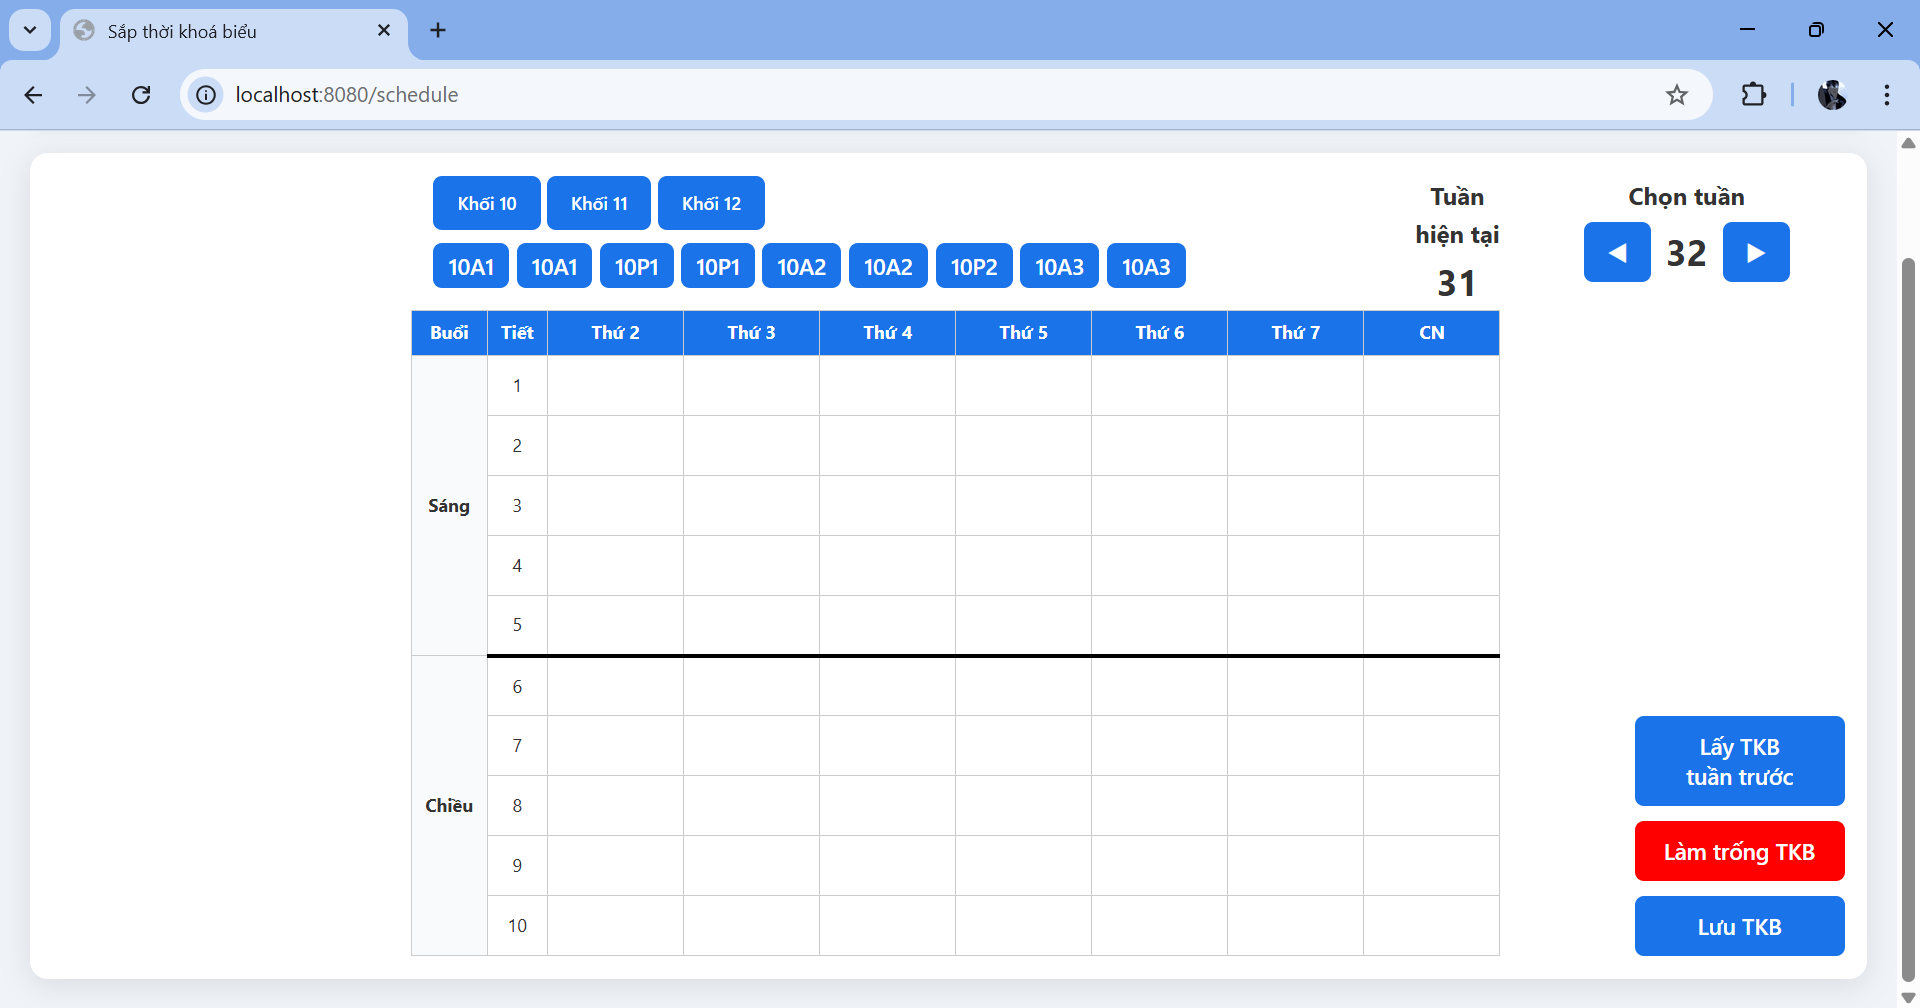 Sắp thời khoá biểu
localhost:8080/schedule
Khối 10 Khối 11 Khối 12
10A1 10A1 10P1 10P1 10A2 10A2 10P2 10A3 10A3
Tuần
hiện tại
31
Chọn tuần
◀ 32 ▶
Buổi Tiết Thứ 2 Thứ 3 Thứ 4 Thứ 5 Thứ 6 Thứ 7 CN
Sáng
1
2
3
4
5
Chiều
6
7
8
9
10
Lấy TKB
tuần trước
Làm trống TKB
Lưu TKB